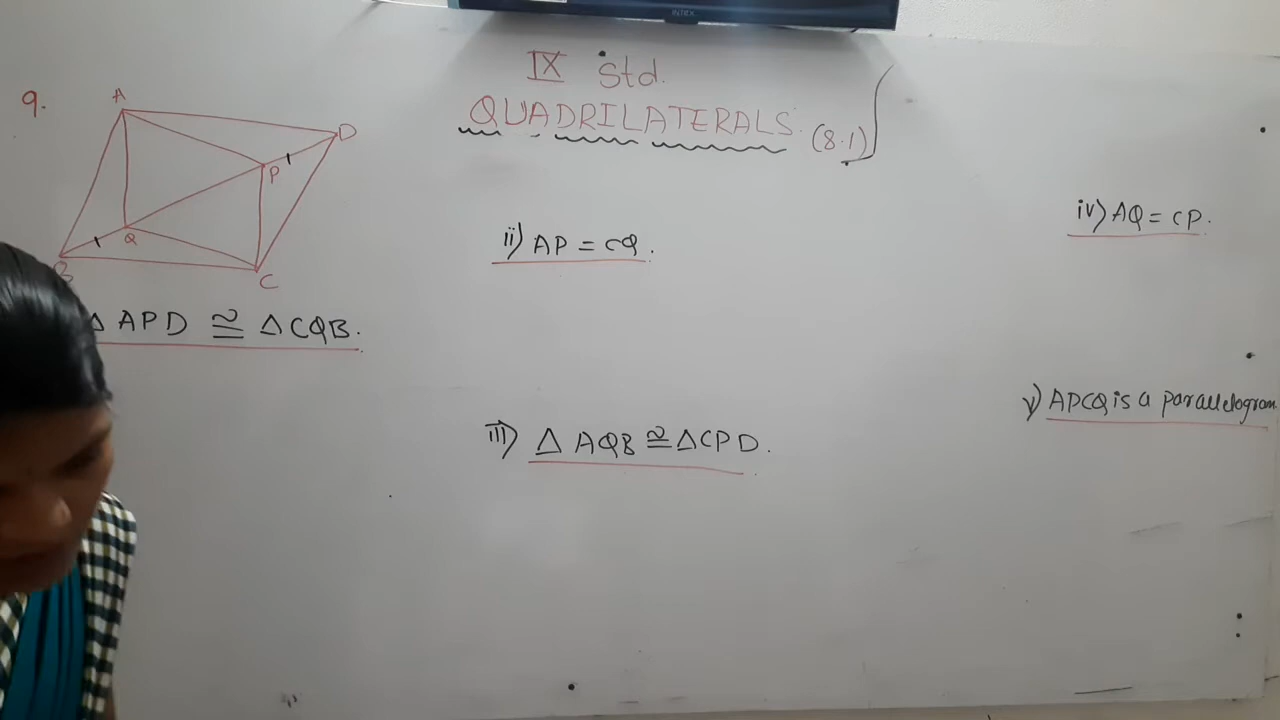 INTEX
IX Std.
QUADRILATERALS. (8.1)
9.
A
D
P
Q
B
C
Δ APD ≅ Δ CQB.
ii) AP = CQ.
iii) Δ AQB ≅ Δ CPD.
iv) AQ = CP.
v) APCQ is a parallelogram